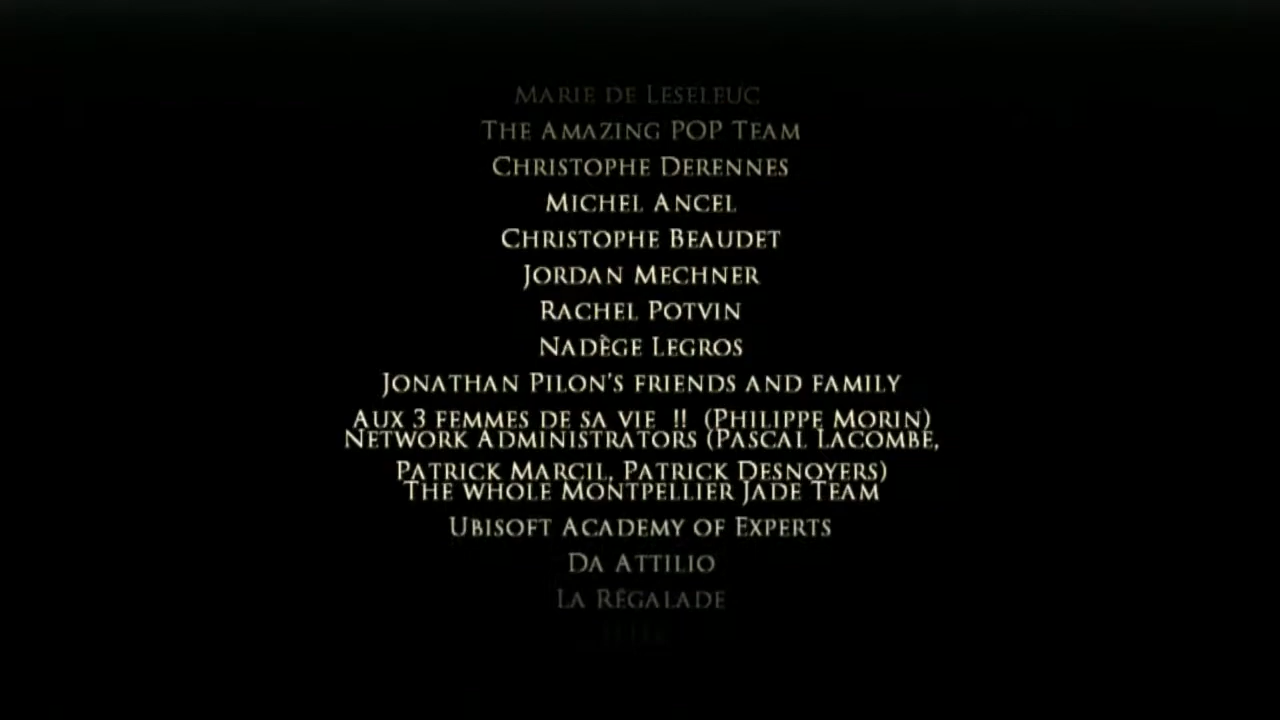 Marie de Leseleuc
The Amazing POP Team
Christophe Derennes
Michel Ancel
Christophe Beaudet
Jordan Mechner
Rachel Potvin
Nadège Legros
Jonathan Pilon's friends and family
Aux 3 femmes de sa vie !! (Philippe Morin)
Network Administrators (Pascal Lacombe,
Patrick Marcil, Patrick Desnoyers)
The whole Montpellier Jade Team
Ubisoft Academy of Experts
Da Attilio
La Régalade